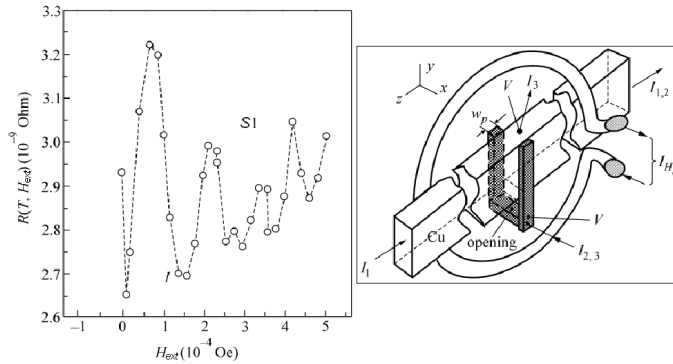 3.3
3.2
3.1
3.0
2.9
2.8
2.7
2.6
R(T, Hext) (10⁻⁹ Ohm)
S1
1
−1 0 1 2 3 4 5
Hext (10⁻⁴ Oe)
y
x
z
V
I3
wp
I1,2
IH
V
Cu
opening
I2,3
I1